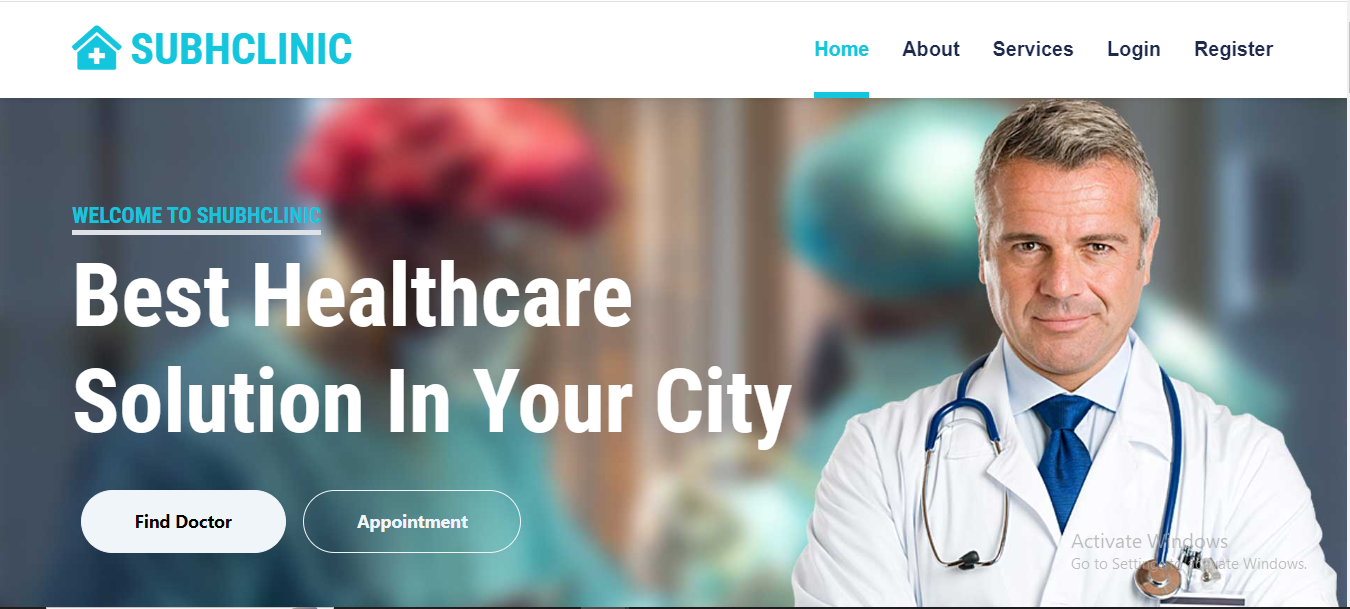 SUBHCLINIC
Home About Services Login Register
WELCOME TO SHUBHCLINIC
Best Healthcare
Solution In Your City
Find Doctor Appointment
Activate Windows
Go to Settings to activate Windows.